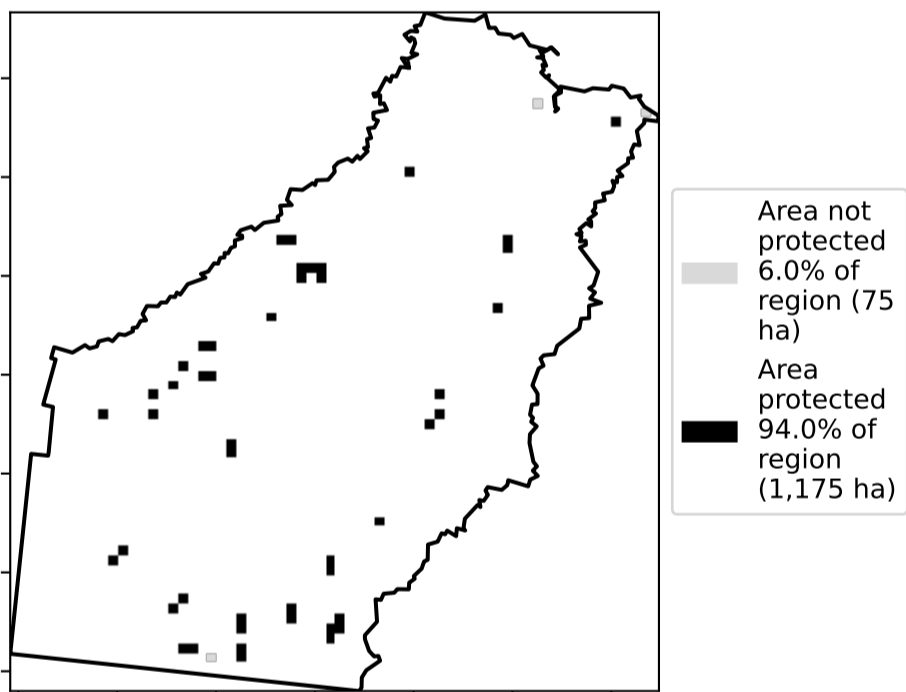 Area not
protected
6.0% of
region (75
ha)
Area
protected
94.0% of
region
(1,175 ha)